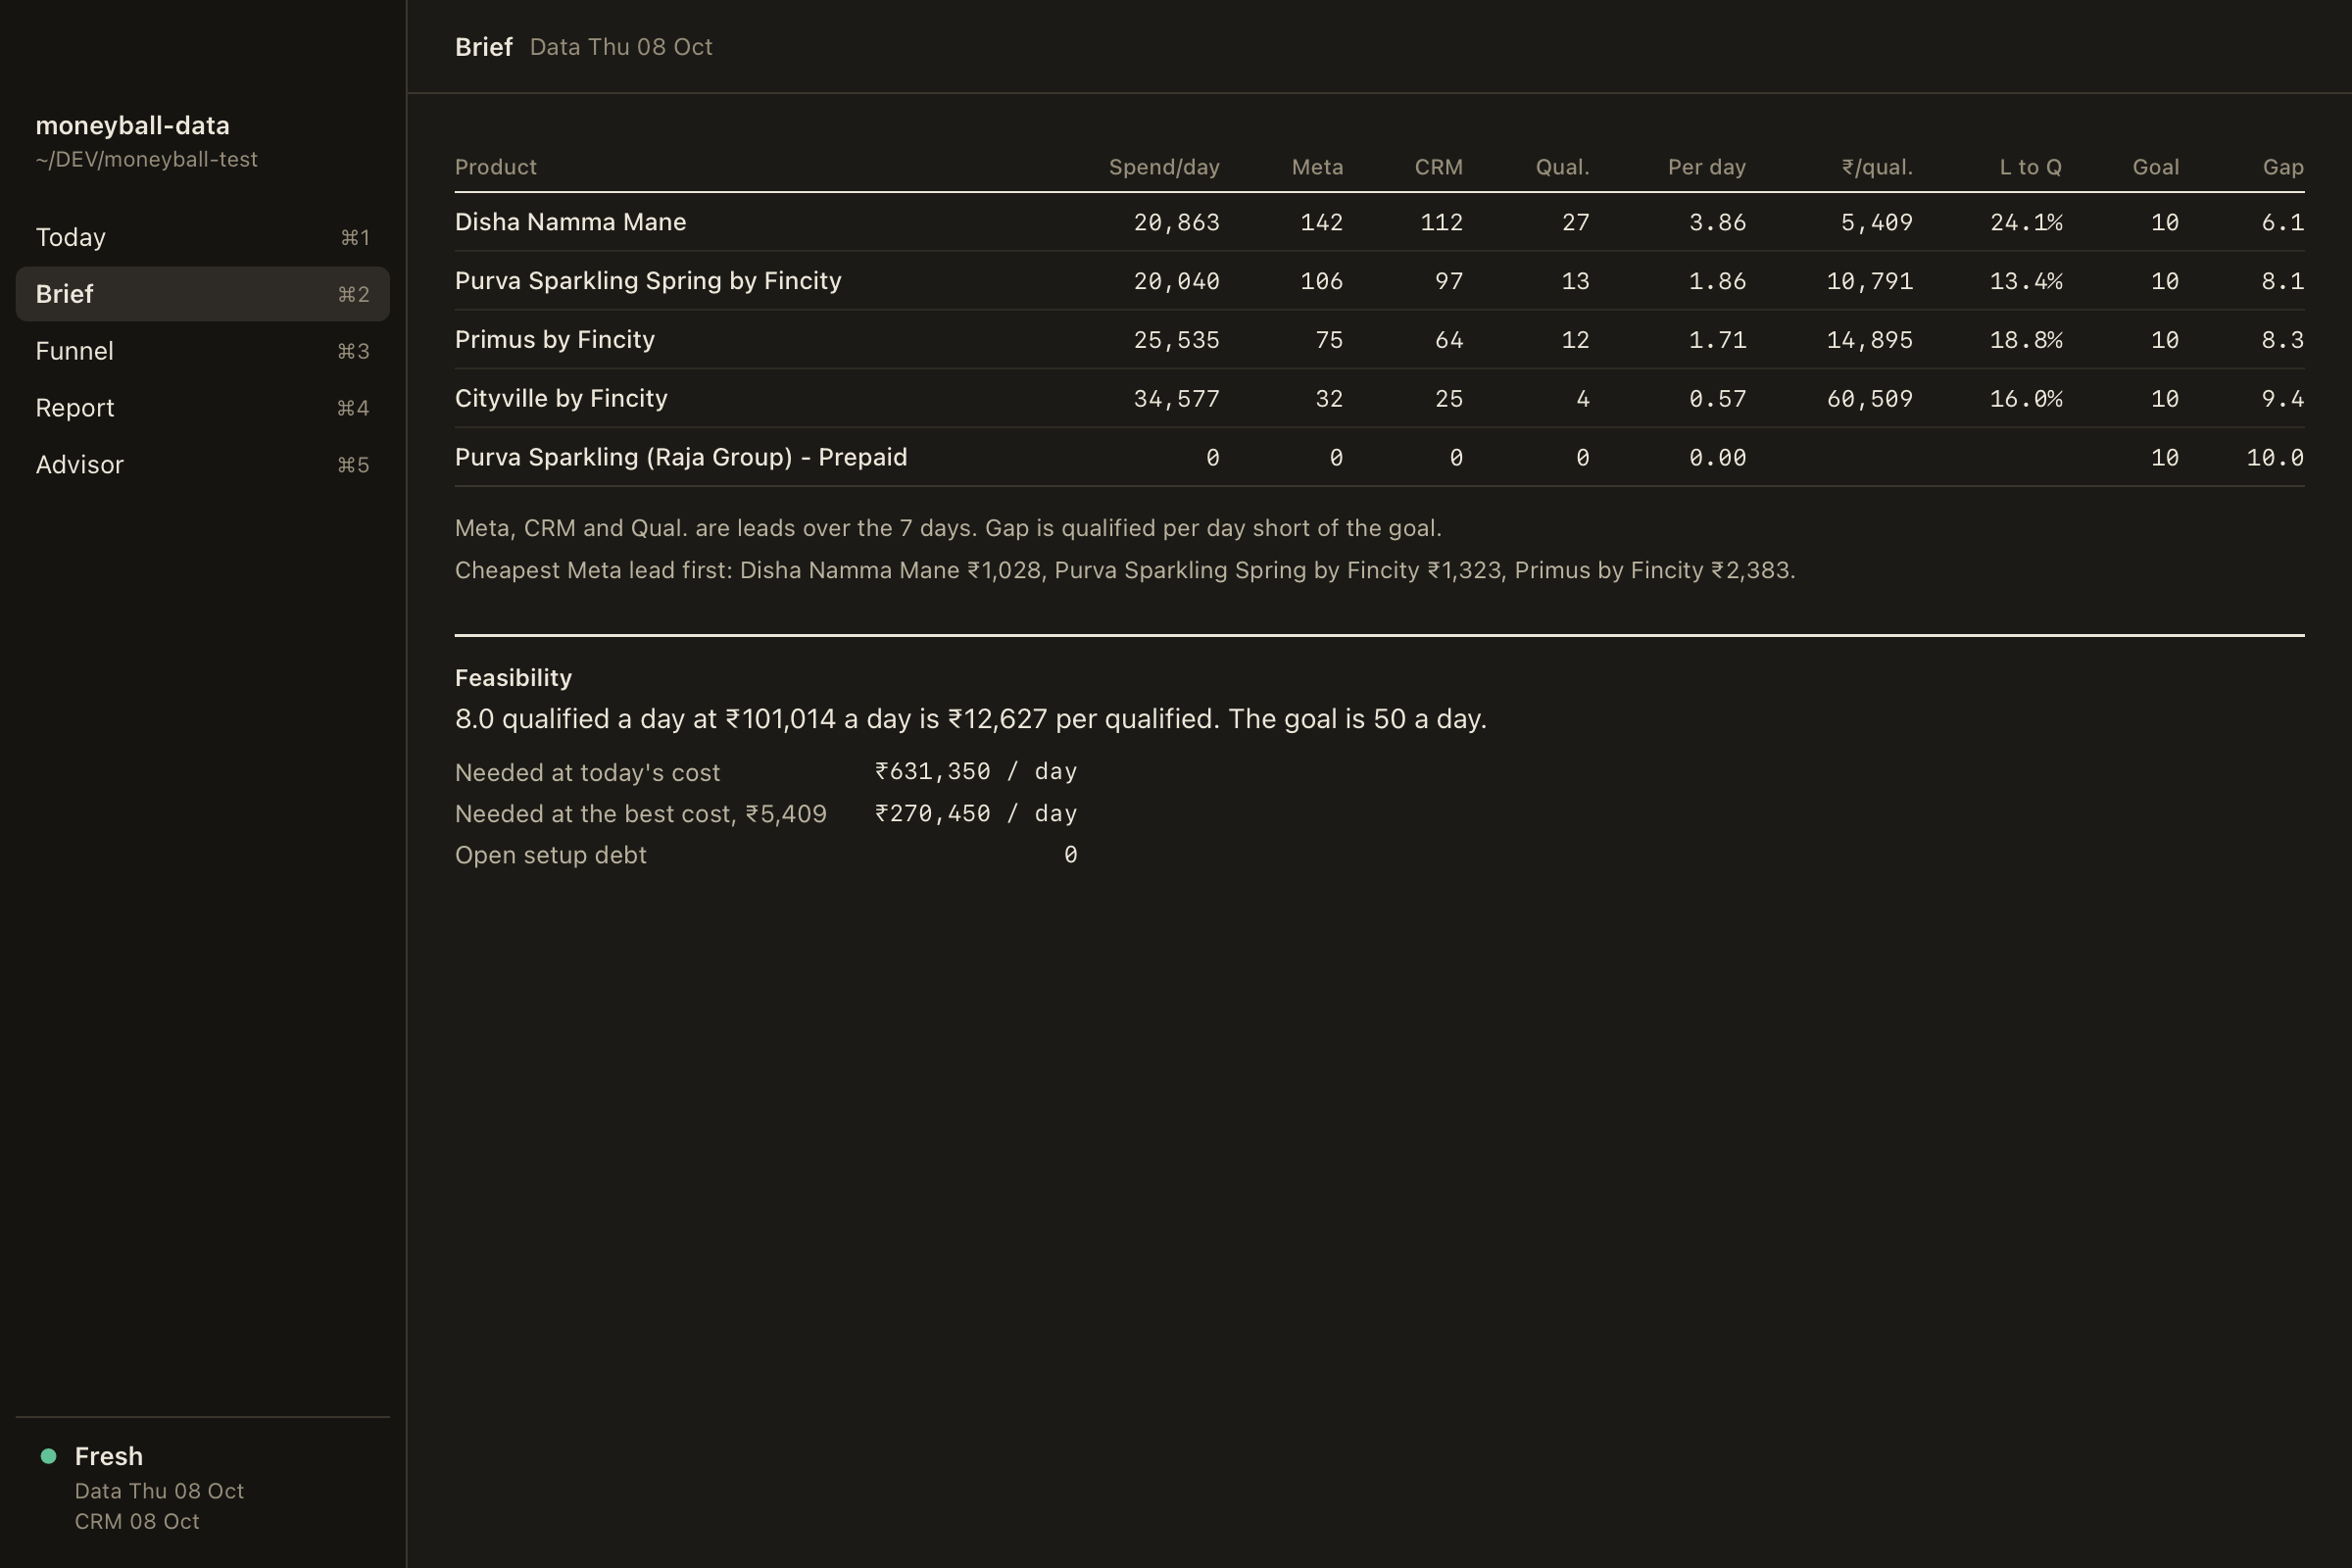 moneyball-data
~/DEV/moneyball-test
Today ⌘1
Brief ⌘2
Funnel ⌘3
Report ⌘4
Advisor ⌘5
Fresh
Data Thu 08 Oct
CRM 08 Oct
Brief Data Thu 08 Oct
Product Spend/day Meta CRM Qual. Per day ₹/qual. L to Q Goal Gap
Disha Namma Mane 20,863 142 112 27 3.86 5,409 24.1% 10 6.1
Purva Sparkling Spring by Fincity 20,040 106 97 13 1.86 10,791 13.4% 10 8.1
Primus by Fincity 25,535 75 64 12 1.71 14,895 18.8% 10 8.3
Cityville by Fincity 34,577 32 25 4 0.57 60,509 16.0% 10 9.4
Purva Sparkling (Raja Group) - Prepaid 0 0 0 0 0.00 10 10.0
Meta, CRM and Qual. are leads over the 7 days. Gap is qualified per day short of the goal.
Cheapest Meta lead first: Disha Namma Mane ₹1,028, Purva Sparkling Spring by Fincity ₹1,323, Primus by Fincity ₹2,383.
Feasibility
8.0 qualified a day at ₹101,014 a day is ₹12,627 per qualified. The goal is 50 a day.
Needed at today's cost ₹631,350 / day
Needed at the best cost, ₹5,409 ₹270,450 / day
Open setup debt 0